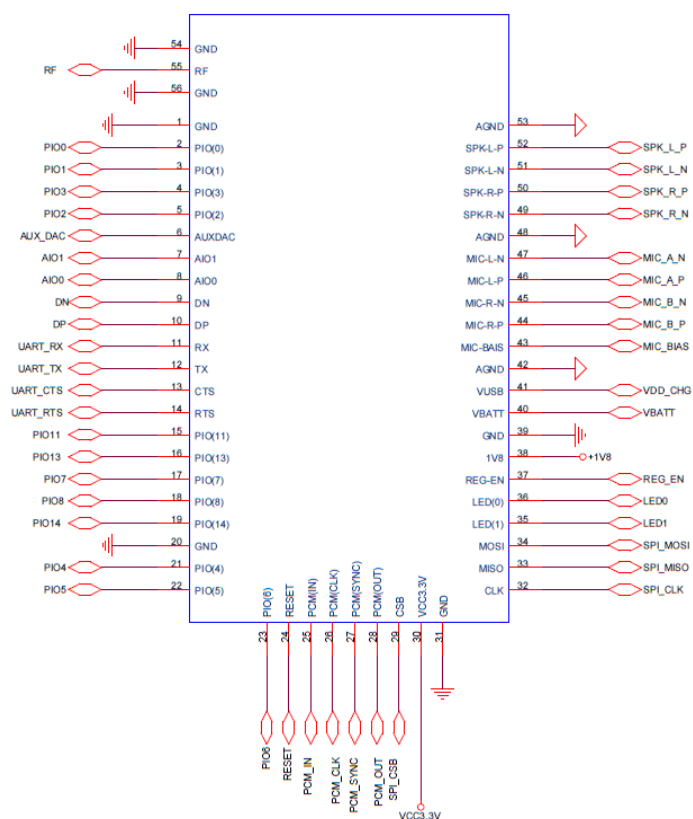 54 GND
RF 55 RF
56 GND
1 GND
PIO0 2 PIO(0)
PIO1 3 PIO(1)
PIO3 4 PIO(3)
PIO2 5 PIO(2)
AUX_DAC 6 AUXDAC
AIO1 7 AIO1
AIO0 8 AIO0
DN 9 DN
DP 10 DP
UART_RX 11 RX
UART_TX 12 TX
UART_CTS 13 CTS
UART_RTS 14 RTS
PIO11 15 PIO(11)
PIO13 16 PIO(13)
PIO7 17 PIO(7)
PIO8 18 PIO(8)
PIO14 19 PIO(14)
20 GND
PIO4 21 PIO(4)
PIO5 22 PIO(5)
AGND 53
SPK-L-P 52 SPK_L_P
SPK-L-N 51 SPK_L_N
SPK-R-P 50 SPK_R_P
SPK-R-N 49 SPK_R_N
AGND 48
MIC-L-N 47 MIC_A_N
MIC-L-P 46 MIC_A_P
MIC-R-N 45 MIC_B_N
MIC-R-P 44 MIC_B_P
MIC-BAIS 43 MIC_BIAS
AGND 42
VUSB 41 VDD_CHG
VBATT 40 VBATT
GND 39
1V8 38 +1V8
REG-EN 37 REG_EN
LED(0) 36 LED0
LED(1) 35 LED1
MOSI 34 SPI_MOSI
MISO 33 SPI_MISO
CLK 32 SPI_CLK
PIO(6) 23 PIO6
RESET 24 RESET
PCM(IN) 25 PCM_IN
PCM(CLK) 26 PCM_CLK
PCM(SYNC) 27 PCM_SYNC
PCM(OUT) 28 PCM_OUT
CSB 29 SPI_CSB
VCC3.3V 30 VCC3.3V
GND 31